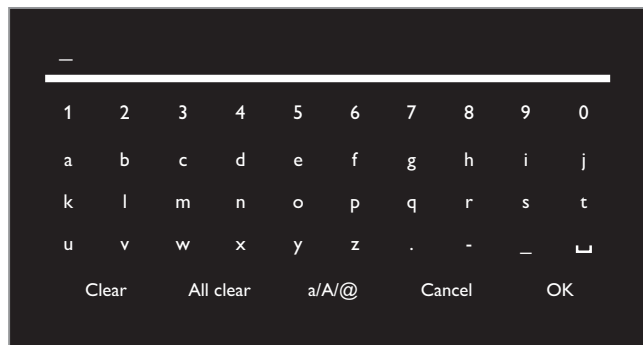 _
1 2 3 4 5 6 7 8 9 0
a b c d e f g h i j
k l m n o p q r s t
u v w x y z . - _ ␣
Clear All clear a/A/@ Cancel OK